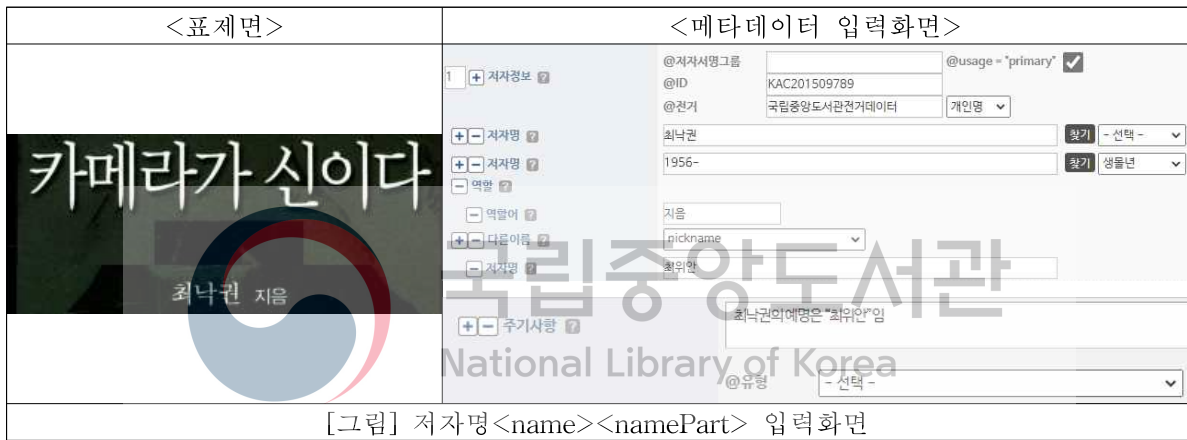 <표제면>
<메타데이터 입력화면>
카메라가 신이다
최낙권 지음
1 + 저자정보 ?
@저자서명그룹
@usage = "primary"
@ID KAC201509789
@전거 국립중앙도서관전거데이터 개인명
+ - 저자명 ? 최낙권 찾기 - 선택 -
+ - 저자명 ? 1956- 찾기 생몰년
- 역할 ?
- 역할어 ? 지음
+ - 다른이름 ? nickname
- 저자명 ? 최위안
+ - 주기사항 ? 최낙권의 예명은 "최위안"임
@유형 - 선택 -
국립중앙도서관
National Library of Korea
[그림] 저자명<name><namePart> 입력화면